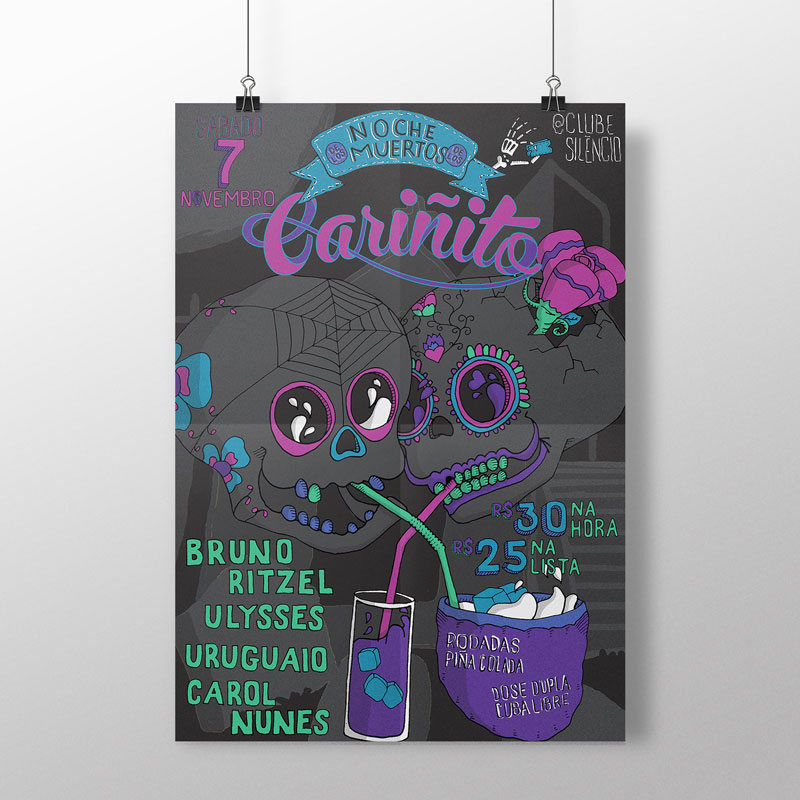 SÁBADO
7
NOVEMBRO
NOCHE
DE LOS MUERTOS DE LOS
@CLUBE
SILÊNCIO
Cariñito
R$ 30 NA
HORA
R$ 25 NA
LISTA
BRUNO
RITZEL
ULYSSES
URUGUAIO
CAROL
NUNES
RODADAS
PIÑA COLADA
DOSE DUPLA
CUBA LIBRE